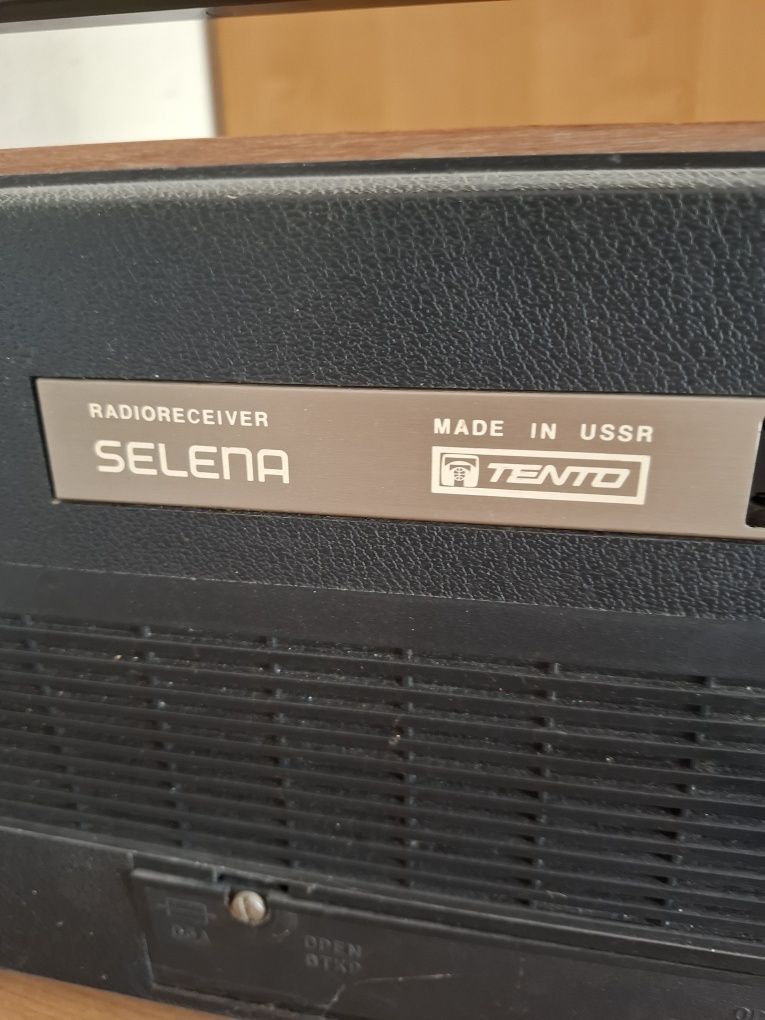 RADIORECEIVER
SELENA
MADE IN USSR
TENTO
OPEN
ОТКР